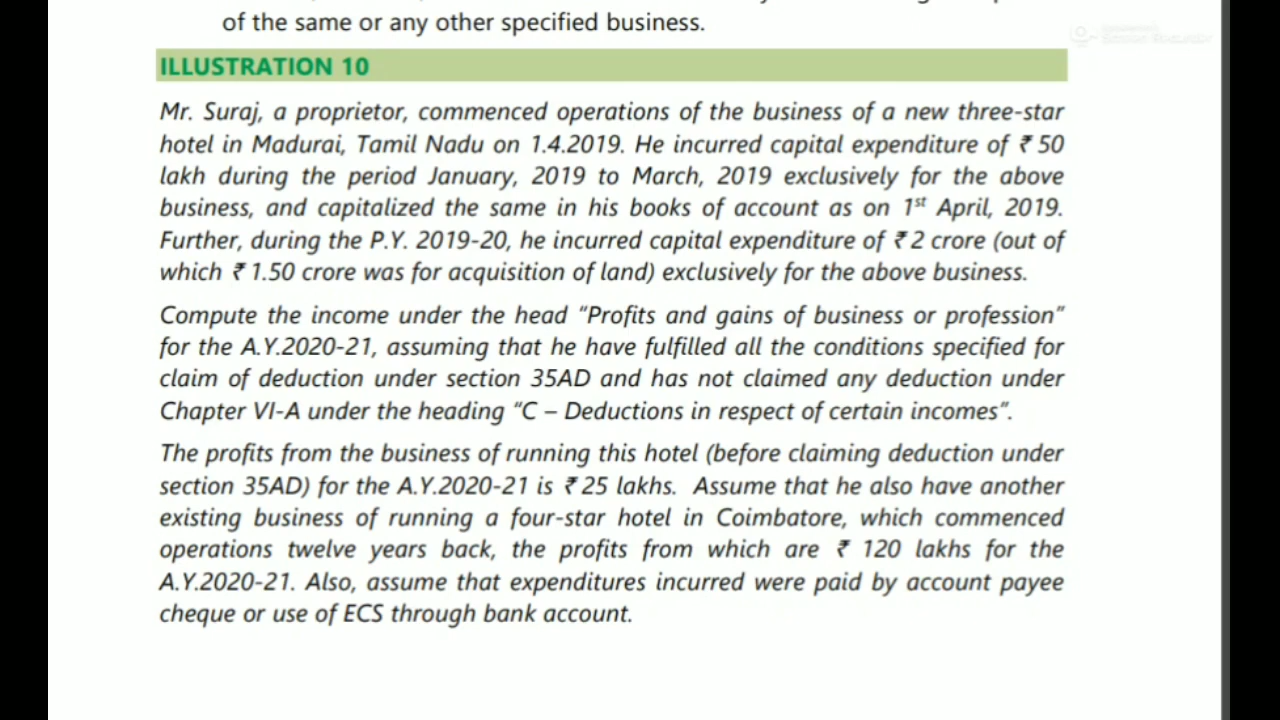 of the same or any other specified business.
ILLUSTRATION 10
Mr. Suraj, a proprietor, commenced operations of the business of a new three-star
hotel in Madurai, Tamil Nadu on 1.4.2019. He incurred capital expenditure of ₹ 50
lakh during the period January, 2019 to March, 2019 exclusively for the above
business, and capitalized the same in his books of account as on 1st April, 2019.
Further, during the P.Y. 2019-20, he incurred capital expenditure of ₹ 2 crore (out of
which ₹ 1.50 crore was for acquisition of land) exclusively for the above business.
Compute the income under the head “Profits and gains of business or profession”
for the A.Y.2020-21, assuming that he have fulfilled all the conditions specified for
claim of deduction under section 35AD and has not claimed any deduction under
Chapter VI-A under the heading “C – Deductions in respect of certain incomes”.
The profits from the business of running this hotel (before claiming deduction under
section 35AD) for the A.Y.2020-21 is ₹ 25 lakhs. Assume that he also have another
existing business of running a four-star hotel in Coimbatore, which commenced
operations twelve years back, the profits from which are ₹ 120 lakhs for the
A.Y.2020-21. Also, assume that expenditures incurred were paid by account payee
cheque or use of ECS through bank account.